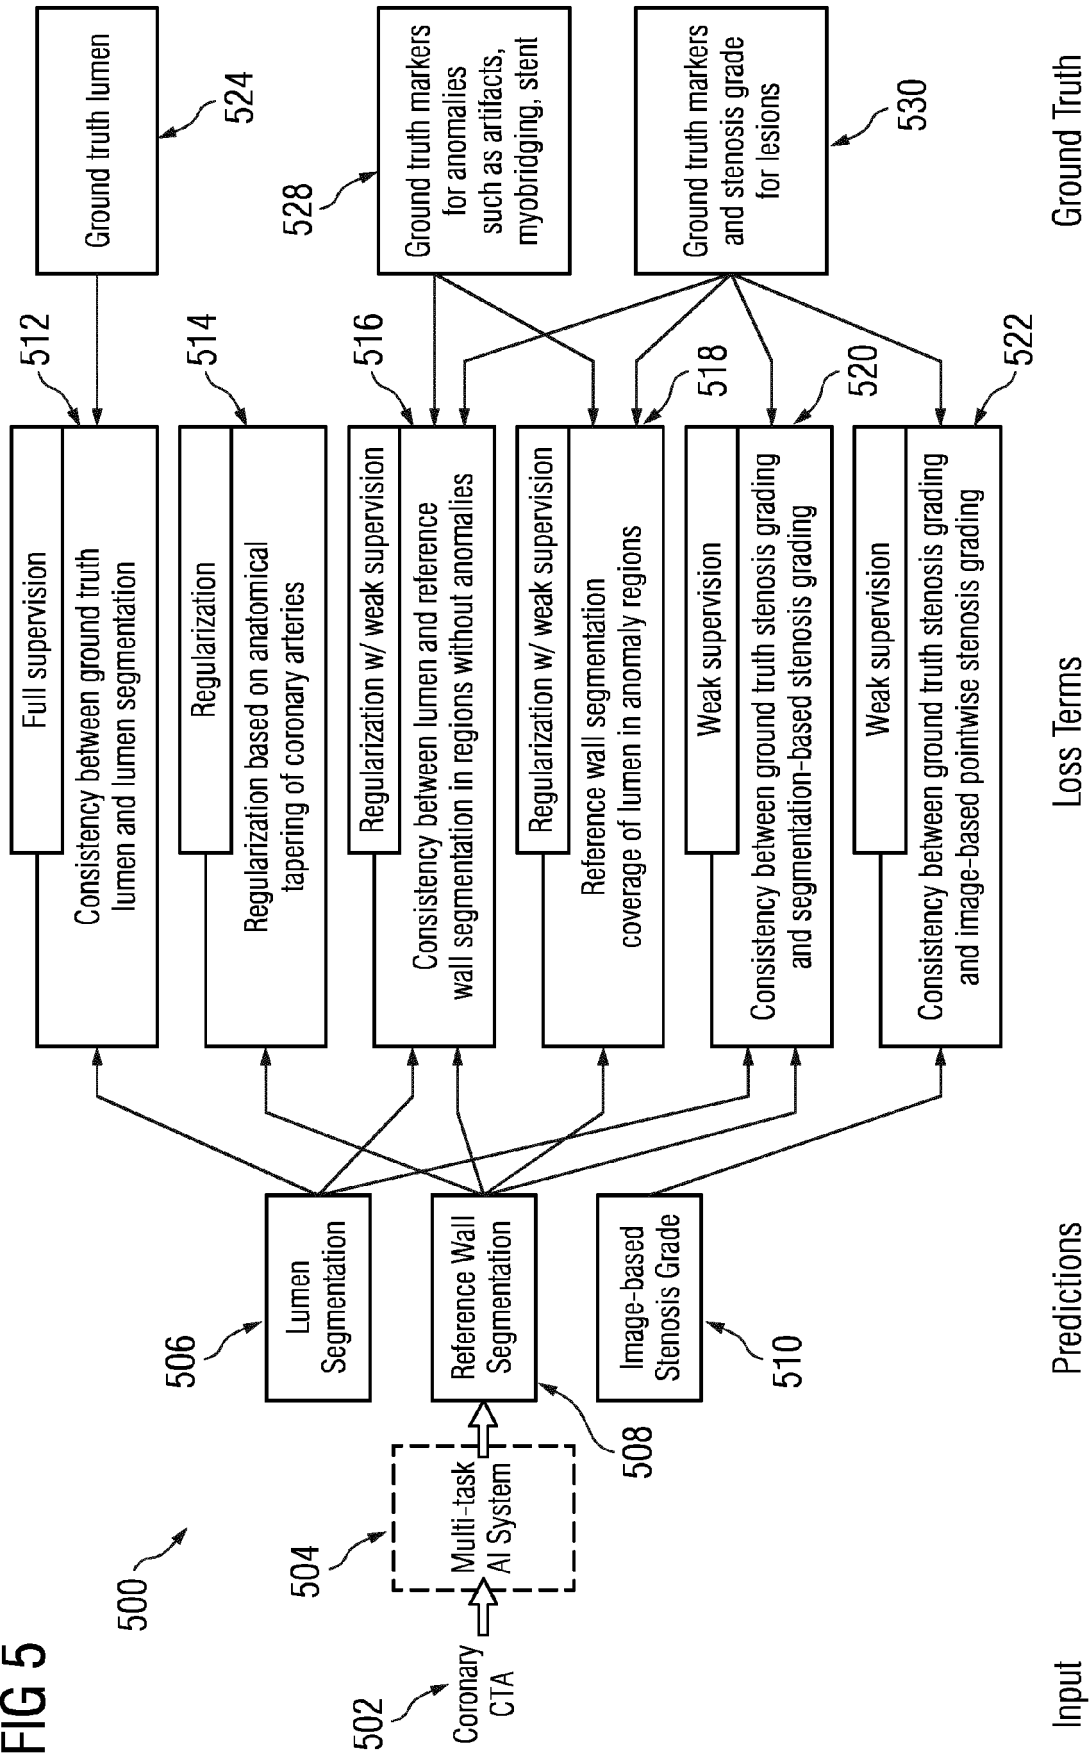 FIG 5
500
502
Coronary
CTA
504
Multi-task
AI System
506
Lumen
Segmentation
Reference Wall
Segmentation
508
Image-based
Stenosis Grade
510
512
Full supervision
Consistency between ground truth
lumen and lumen segmentation
514
Regularization
Regularization based on anatomical
tapering of coronary arteries
516
Regularization w/ weak supervision
Consistency between lumen and reference
wall segmentation in regions without anomalies
518
Regularization w/ weak supervision
Reference wall segmentation
coverage of lumen in anomaly regions
520
Weak supervision
Consistency between ground truth stenosis grading
and segmentation-based stenosis grading
522
Weak supervision
Consistency between ground truth stenosis grading
and image-based pointwise stenosis grading
Ground truth lumen
524
528
Ground truth markers
for anomalies
such as artifacts,
myobridging, stent
Ground truth markers
and stenosis grade
for lesions
530
Input
Predictions
Loss Terms
Ground Truth